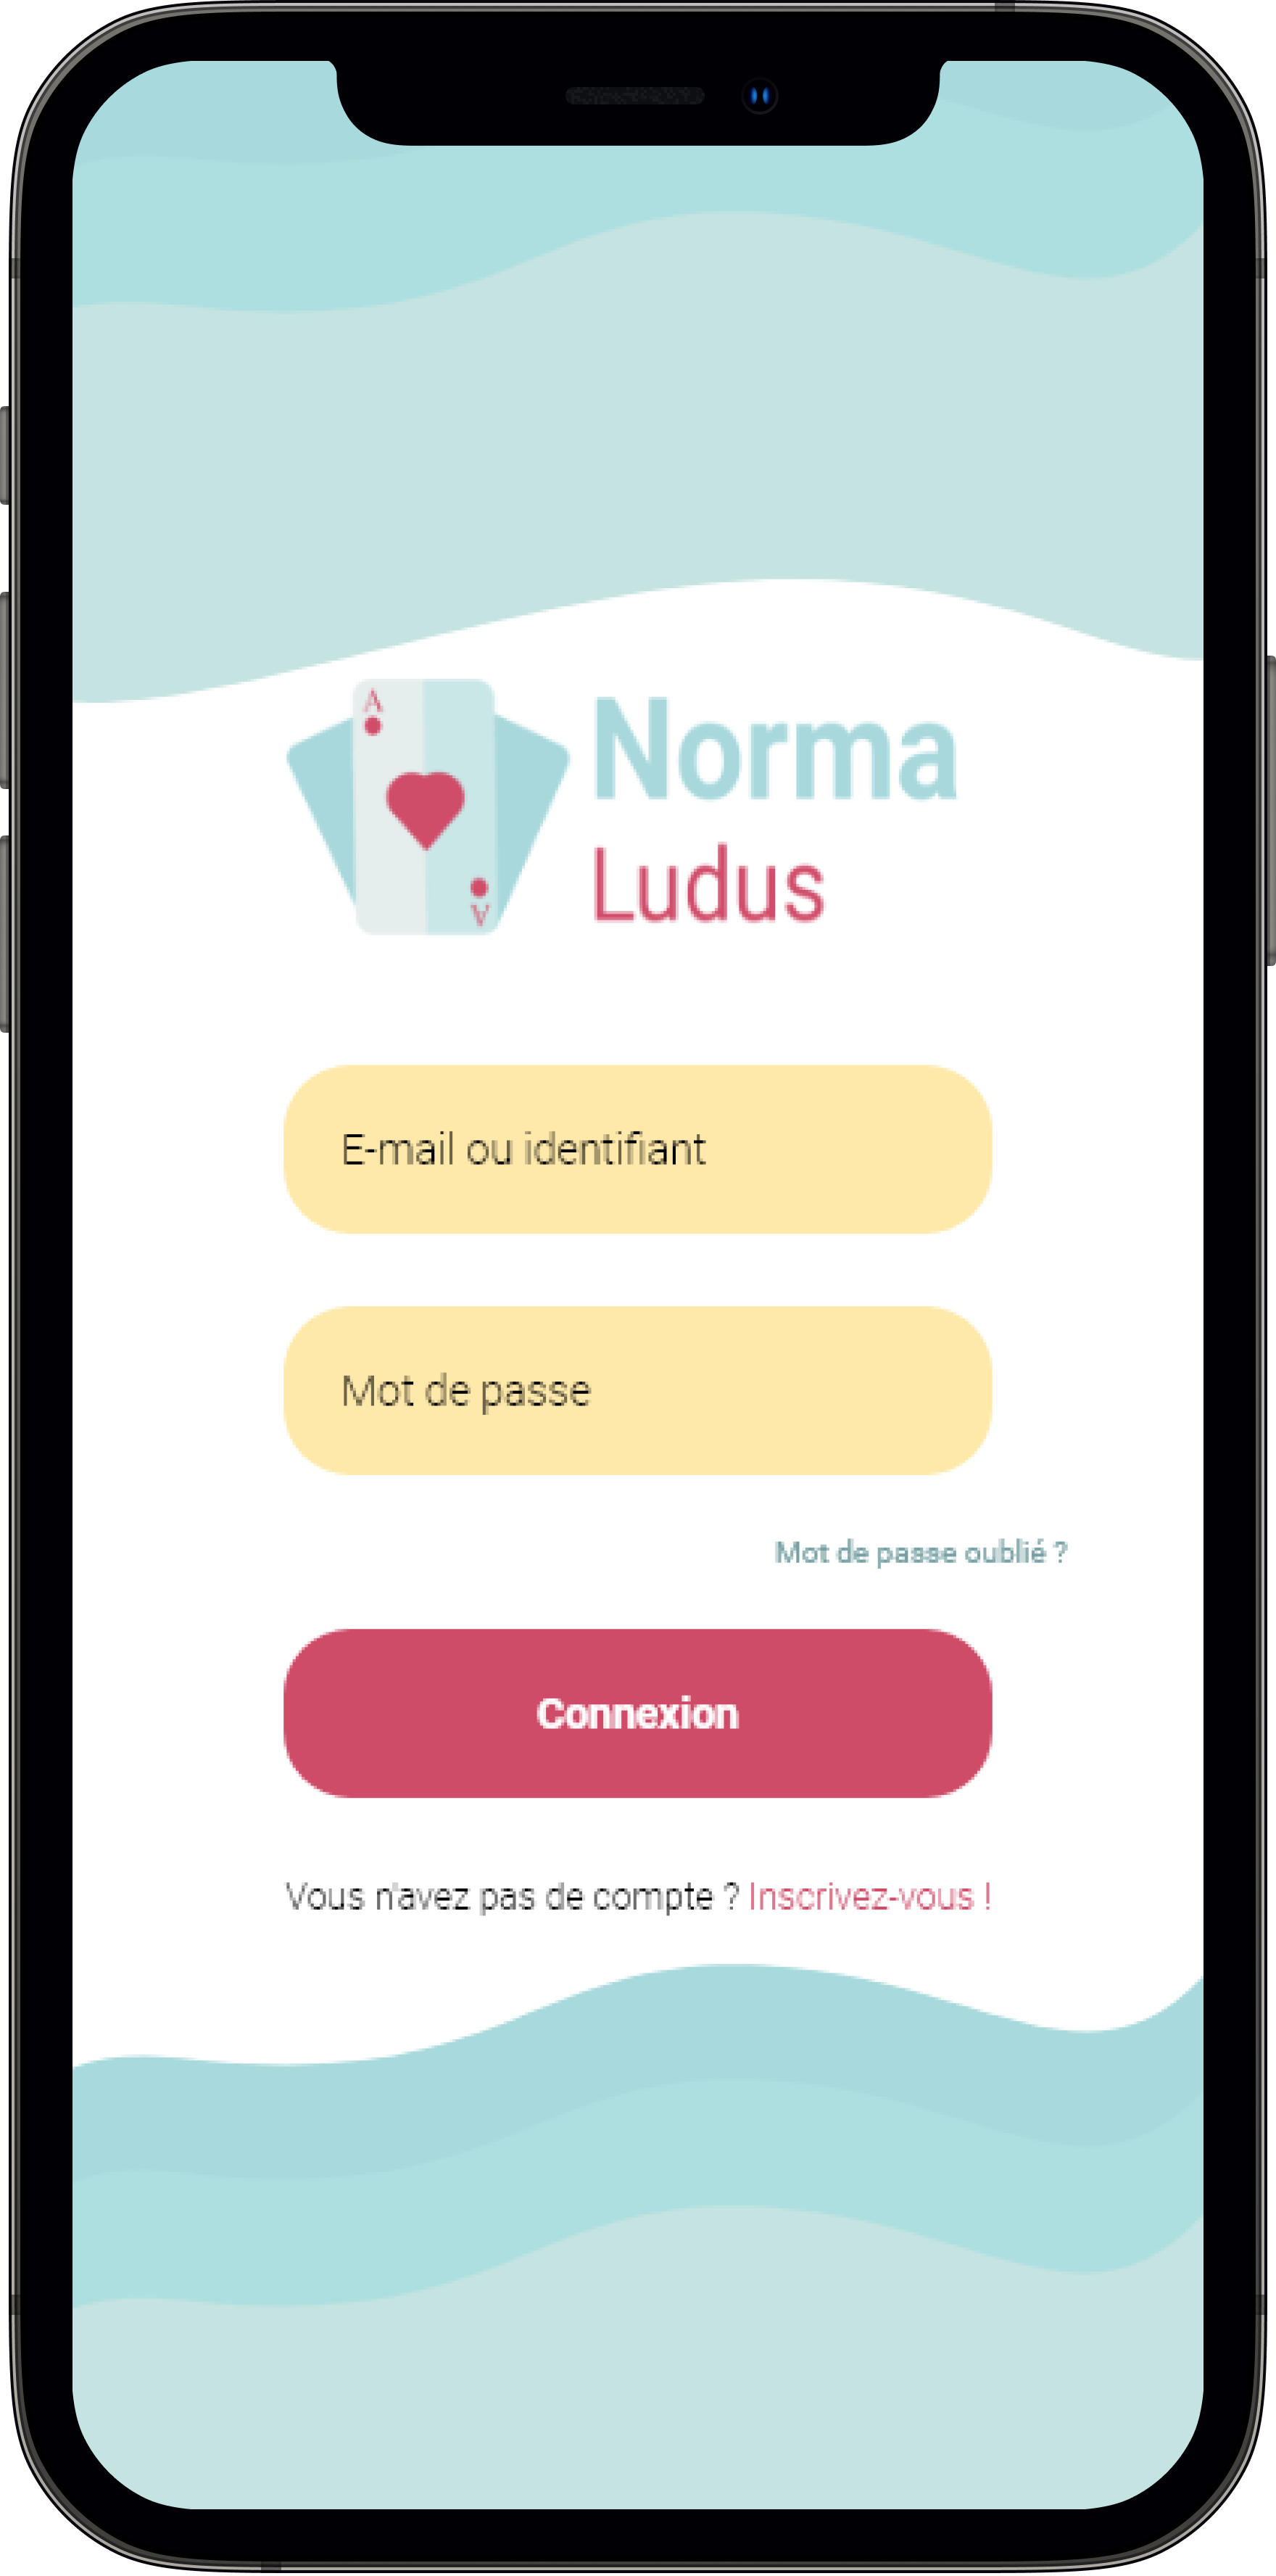 A
Norma
Ludus
A
E-mail ou identifiant
Mot de passe
Mot de passe oublié ?
Connexion
Vous n'avez pas de compte ? Inscrivez-vous !